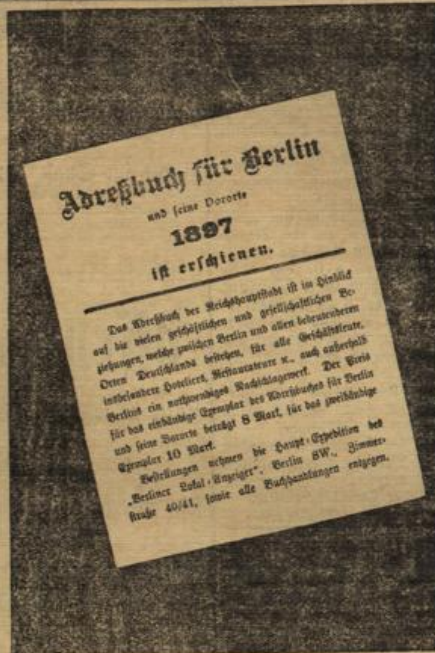 Adreßbuch für Berlin
und seine Vororte
1897
ist erschienen.
Das Adreßbuch der Reichshauptstadt ist im Hinblick
auf die vielen geschäftlichen und gesellschaftlichen Be-
ziehungen, welche zwischen Berlin und allen bedeutenderen
Orten Deutschlands bestehen, für alle Geschäftsleute,
insbesondere Hoteliers, Restaurateure ꝛc., auch außerhalb
Berlins ein nothwendiges Nachschlagewerk. Der Preis
für das einbändige Exemplar des Adreßbuches für Berlin
und seine Vororte beträgt 8 Mark, für das zweibändige
Exemplar 10 Mark.
Bestellungen nehmen die Haupt-Expedition des
„Berliner Lokal-Anzeiger“, Berlin SW., Zimmer-
straße 40/41, sowie alle Buchhandlungen entgegen.